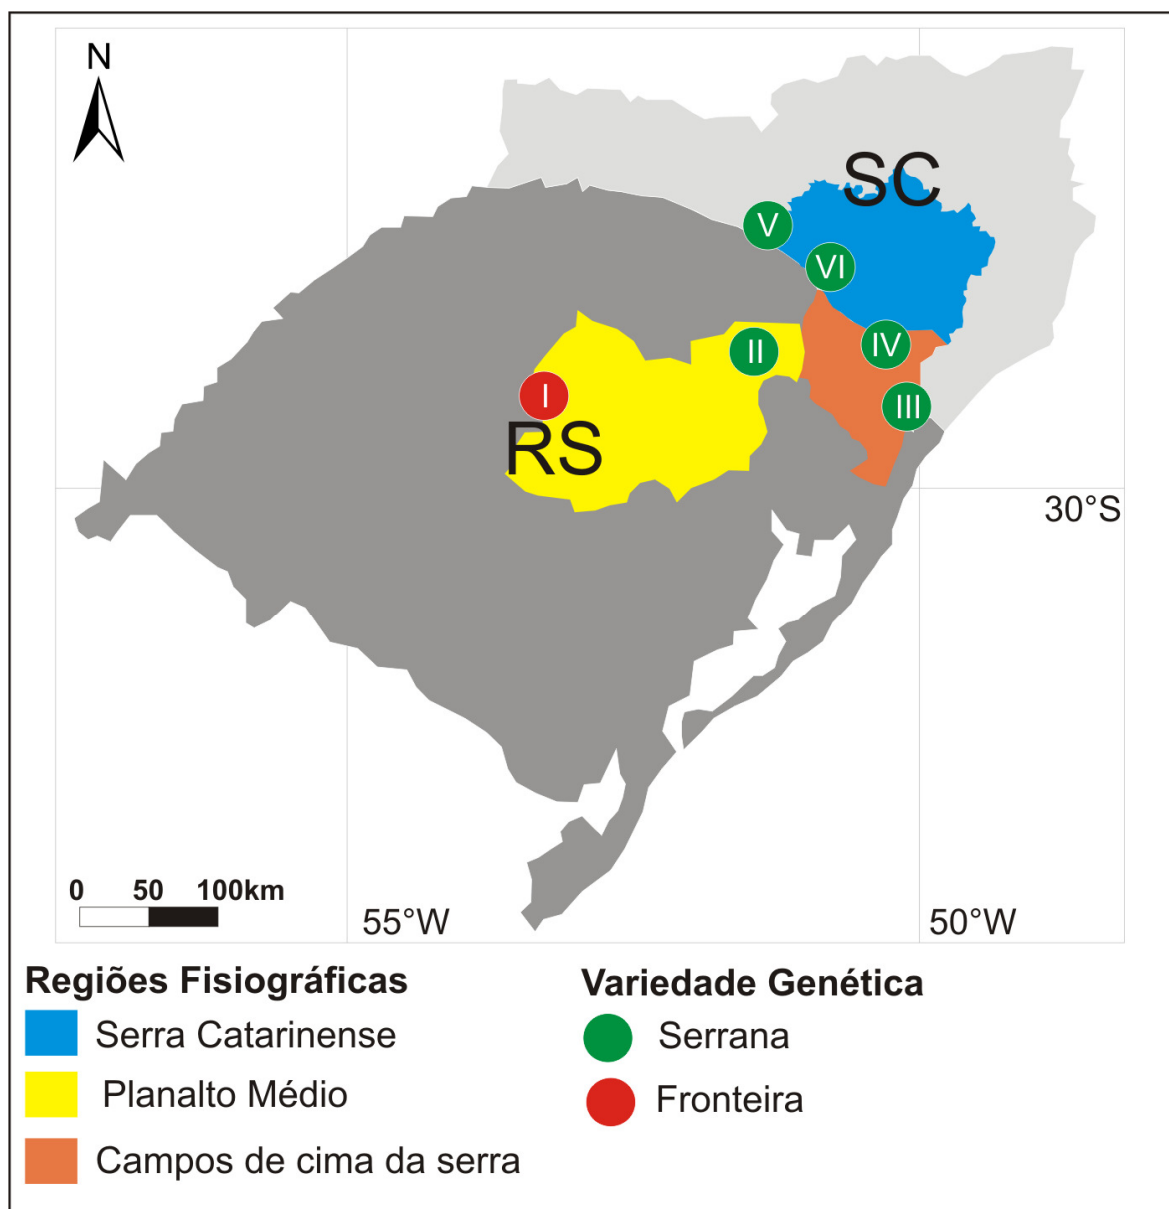 N
SC
V
VI
II
IV
I
III
RS
30°S
0 50 100km
55°W
50°W
Regiões Fisiográficas
Serra Catarinense
Planalto Médio
Campos de cima da serra
Variedade Genética
Serrana
Fronteira